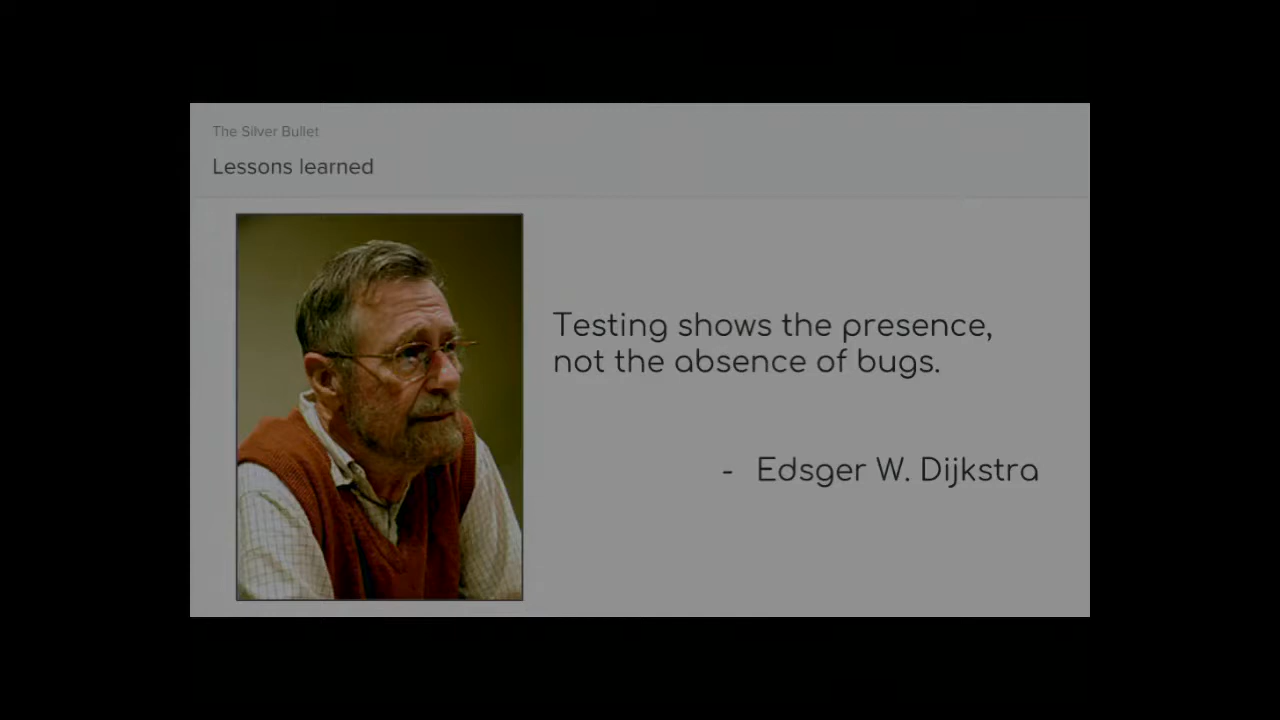 The Silver Bullet
Lessons learned
Testing shows the presence,
not the absence of bugs.
- Edsger W. Dijkstra